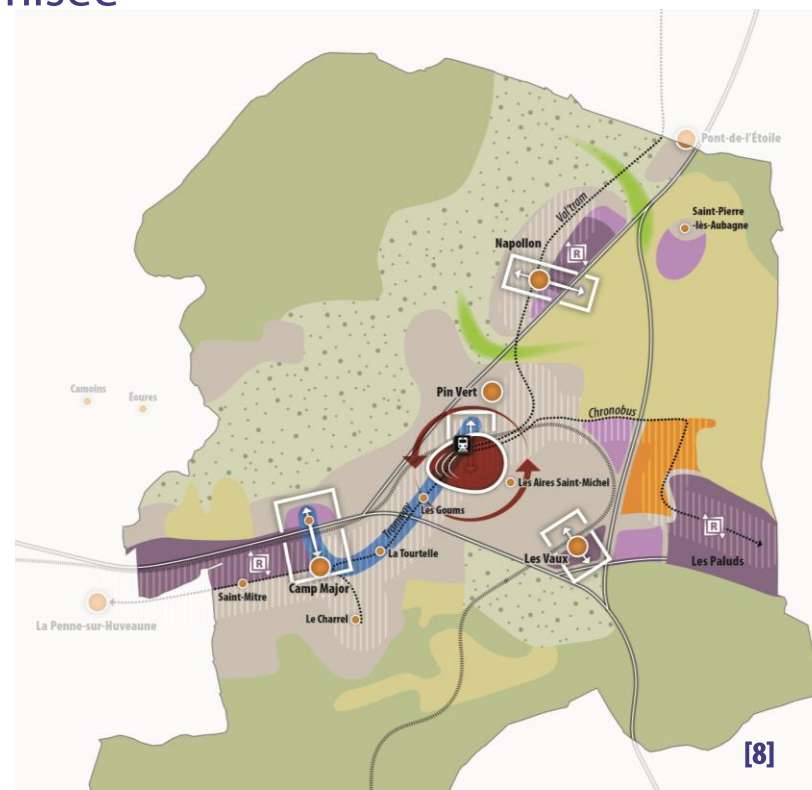 nisée
Pont-de-l'Étoile
Val'tram
Saint-Pierre
-lès-Aubagne
Napollon
R
Camoins
Éoures
Pin Vert
Chronobus
Les Aires Saint-Michel
Les Goums
Tramway
R
La Tourtelle
Les Vaux
R
Les Paluds
Saint-Mitre
Camp Major
La Penne-sur-Huveaune
Le Charrel
[8]